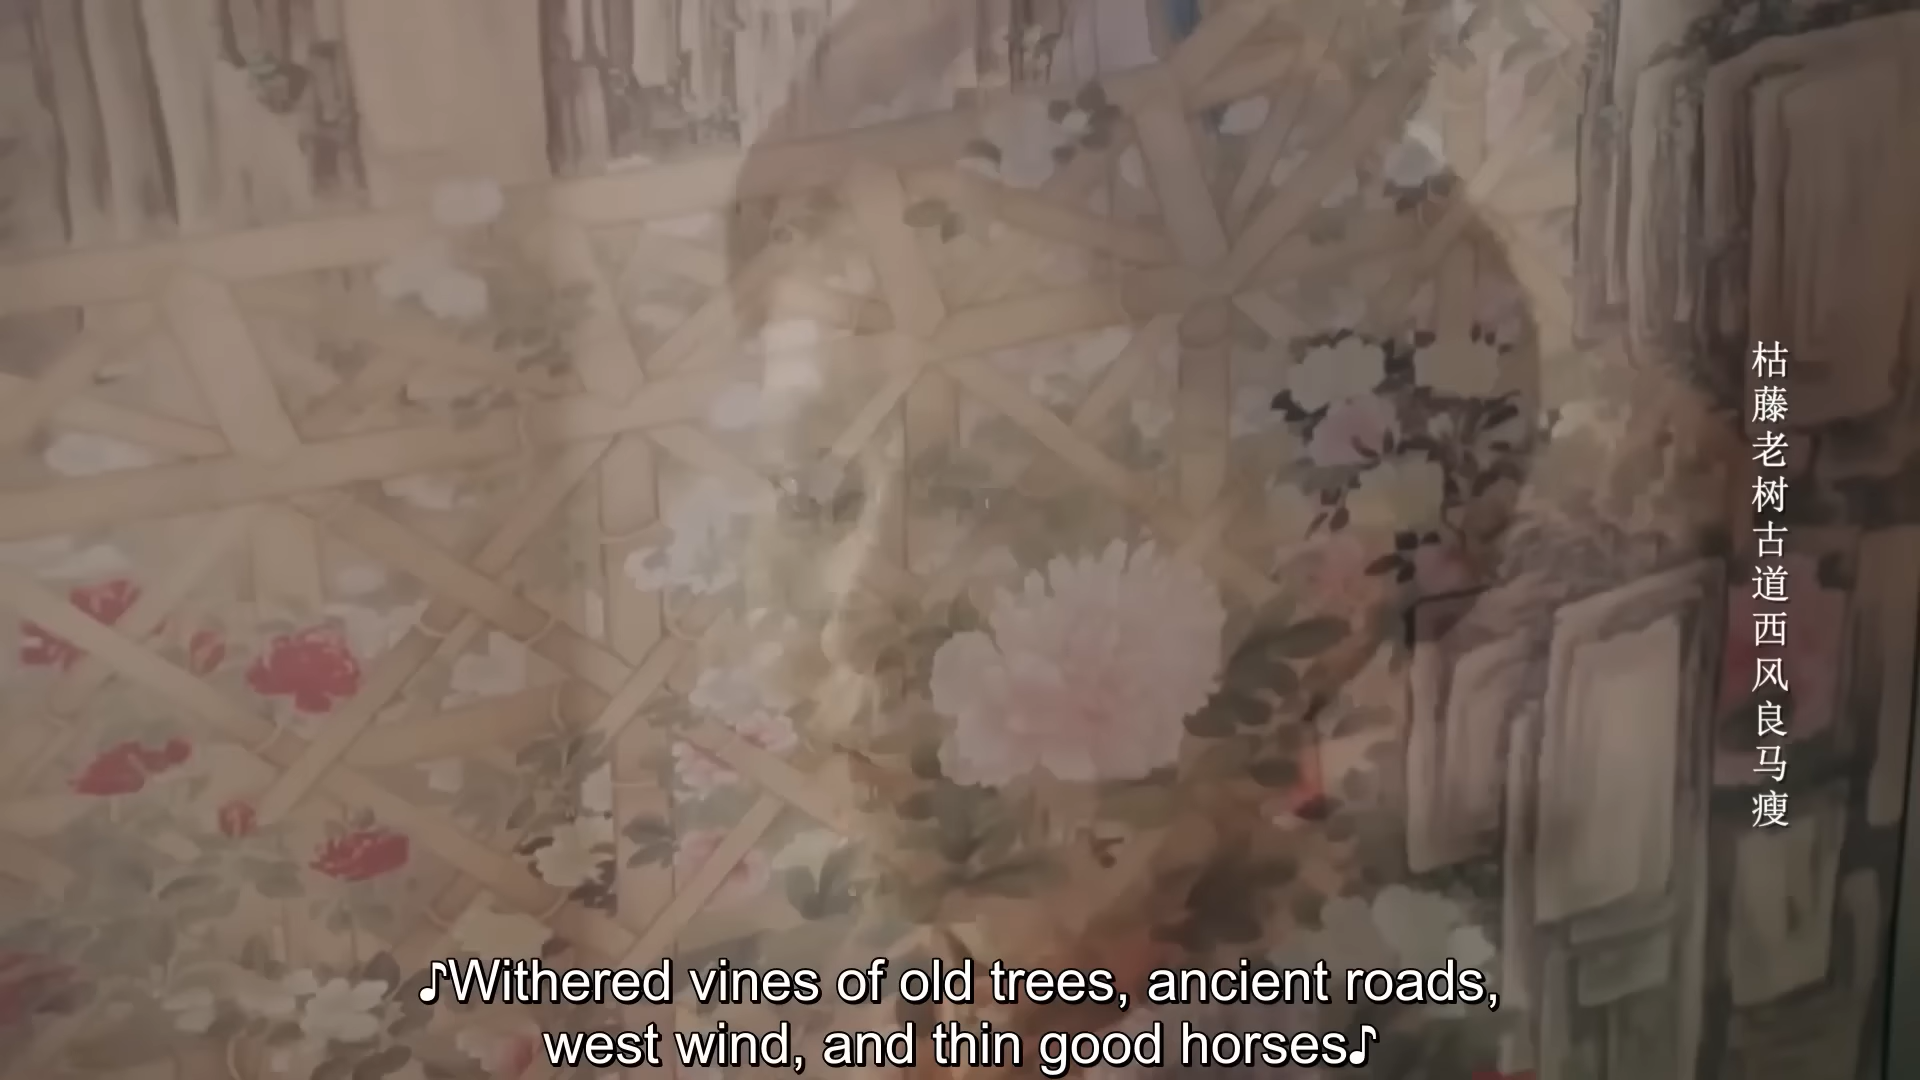 枯藤老树古道西风良马瘦
♪Withered vines of old trees, ancient roads,
west wind, and thin good horses♪